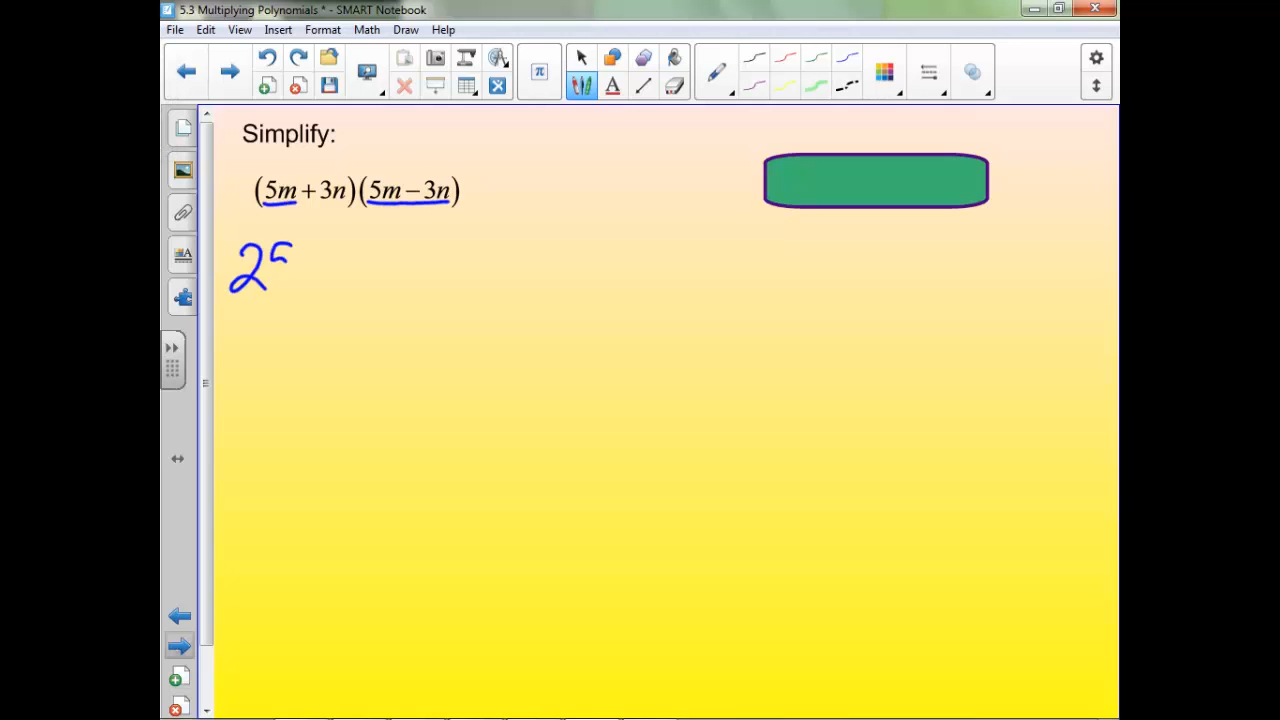 5.3 Multiplying Polynomials * - SMART Notebook
File Edit View Insert Format Math Draw Help
π
A
A
Simplify:
(5m + 3n)(5m − 3n)
25